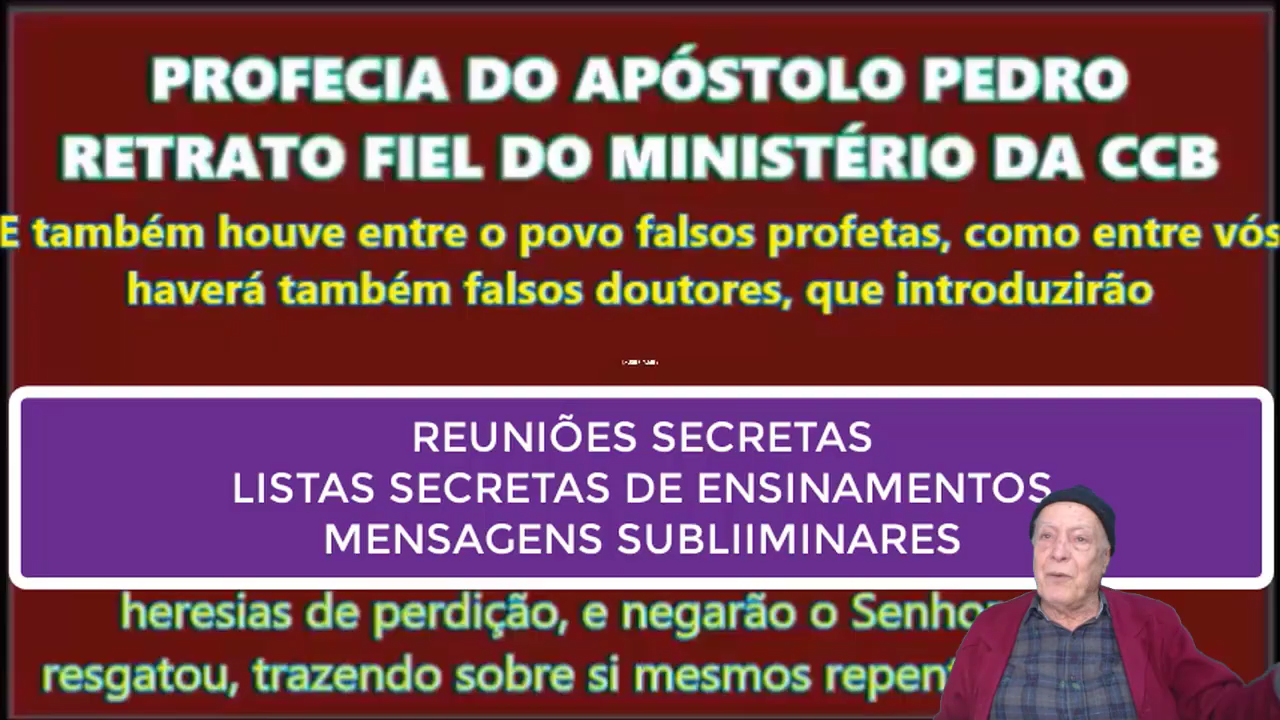 PROFECIA DO APÓSTOLO PEDRO
RETRATO FIEL DO MINISTÉRIO DA CCB
E também houve entre o povo falsos profetas, como entre vós
haverá também falsos doutores, que introduzirão
REUNIÕES SECRETAS
LISTAS SECRETAS DE ENSINAMENTOS
MENSAGENS SUBLIIMINARES
heresias de perdição, e negarão o Senho
resgatou, trazendo sobre si mesmos repen